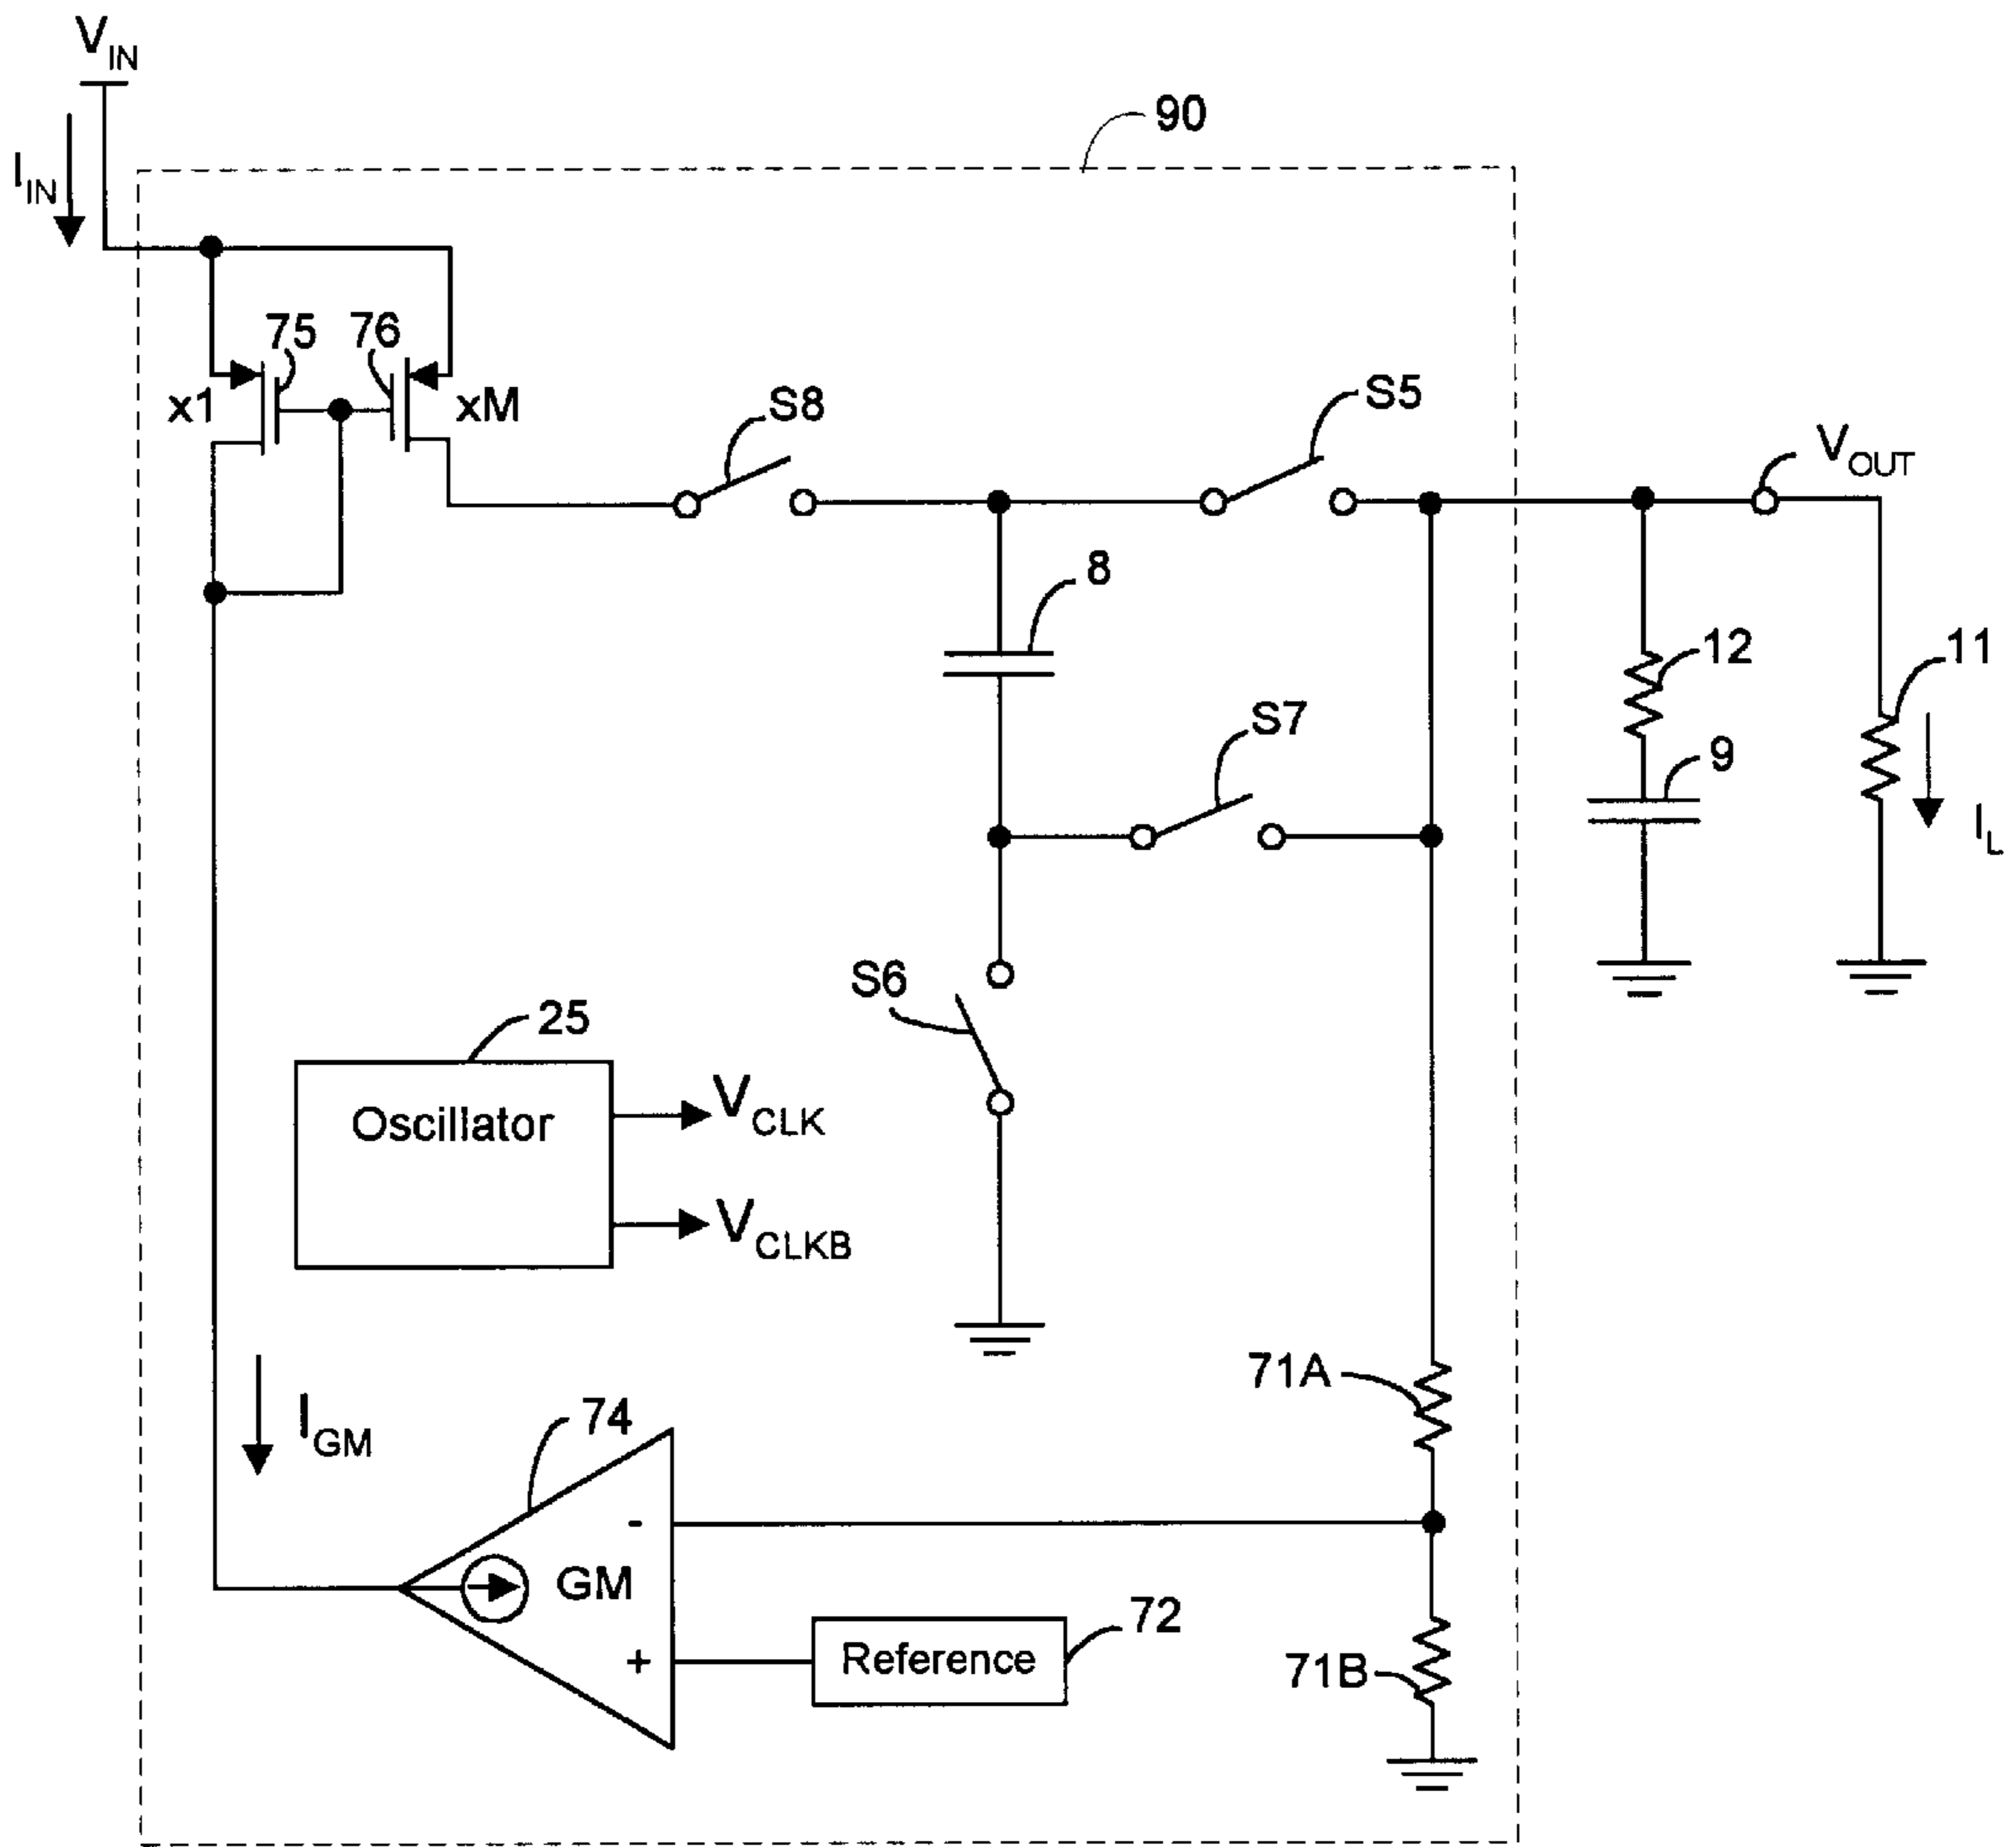 V_IN
90
I_IN
75
76
x1
xM
S8
S5
V_OUT
8
12
11
S7
9
I_L
S6
25
Oscillator
V_CLK
V_CLKB
71A
I_GM
74
-
GM
+
Reference
72
71B